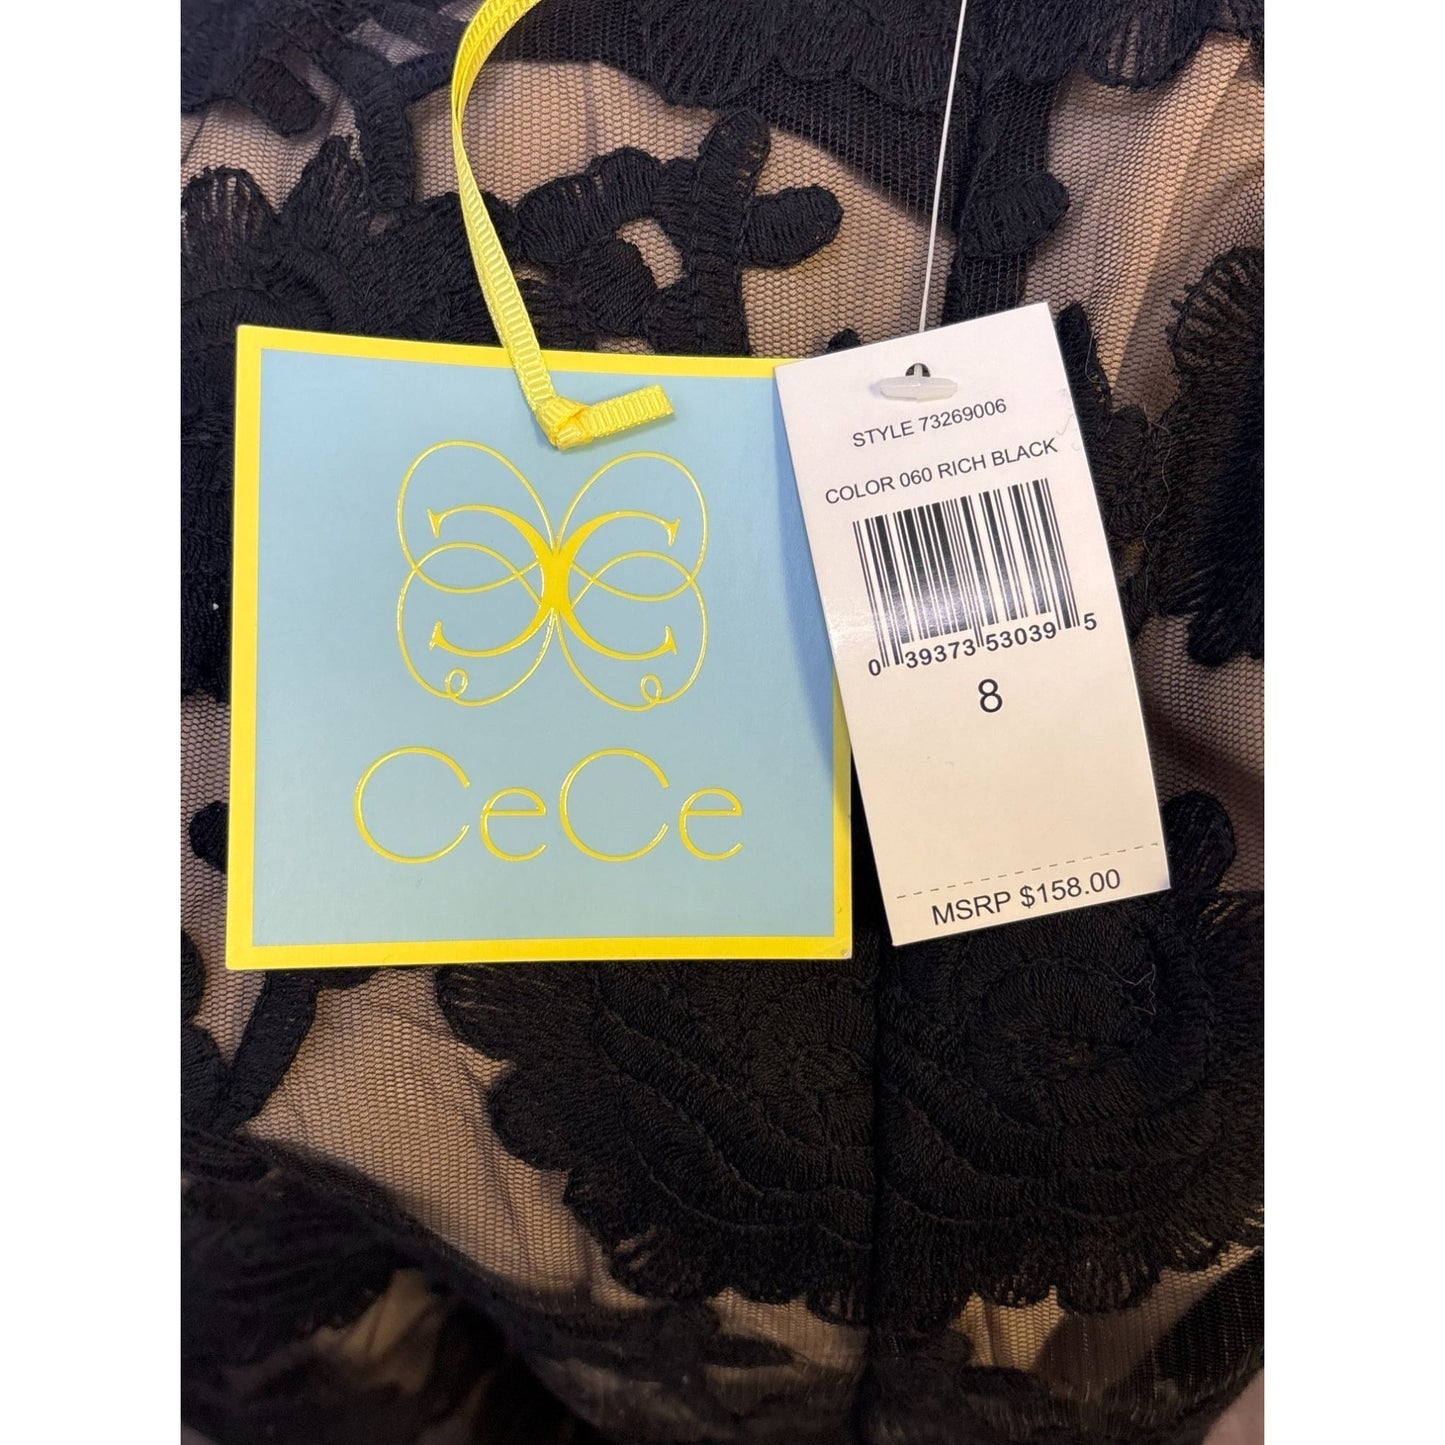 CeCe
STYLE 73269006
COLOR 060 RICH BLACK
0 39373 53039 5
8
MSRP $158.00